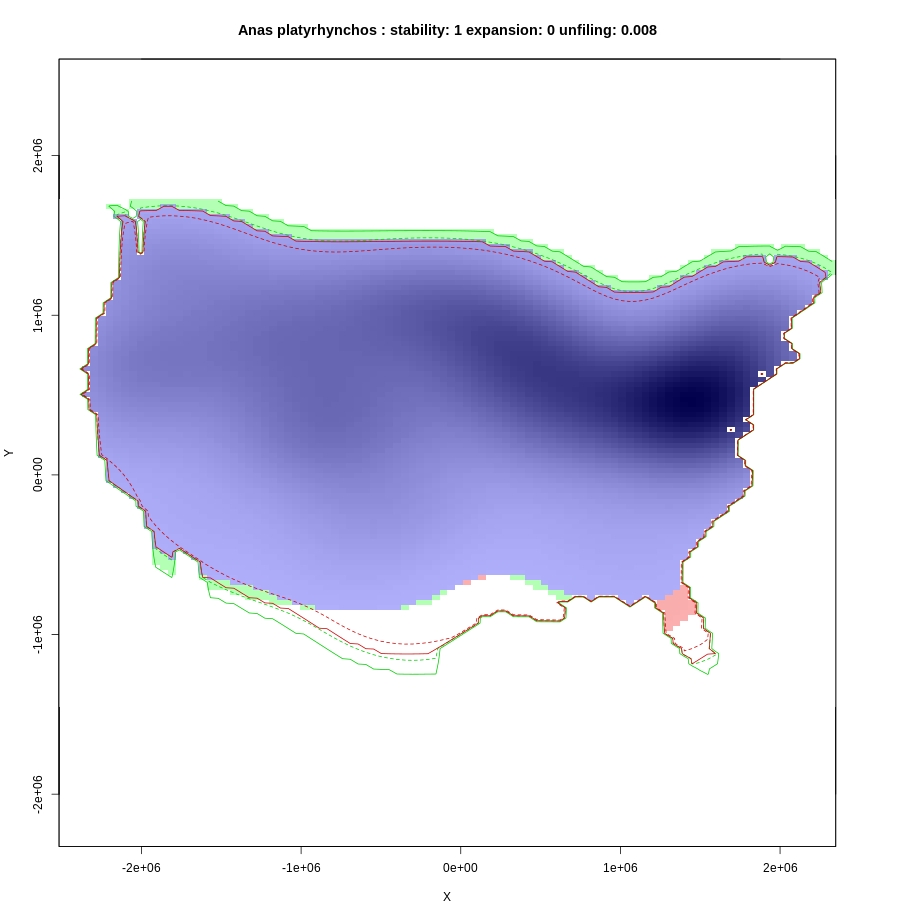 Anas platyrhynchos : stability: 1 expansion: 0 unfiling: 0.008
2e+06
1e+06
0e+00
-1e+06
-2e+06
Y
-2e+06 -1e+06 0e+00 1e+06 2e+06
X